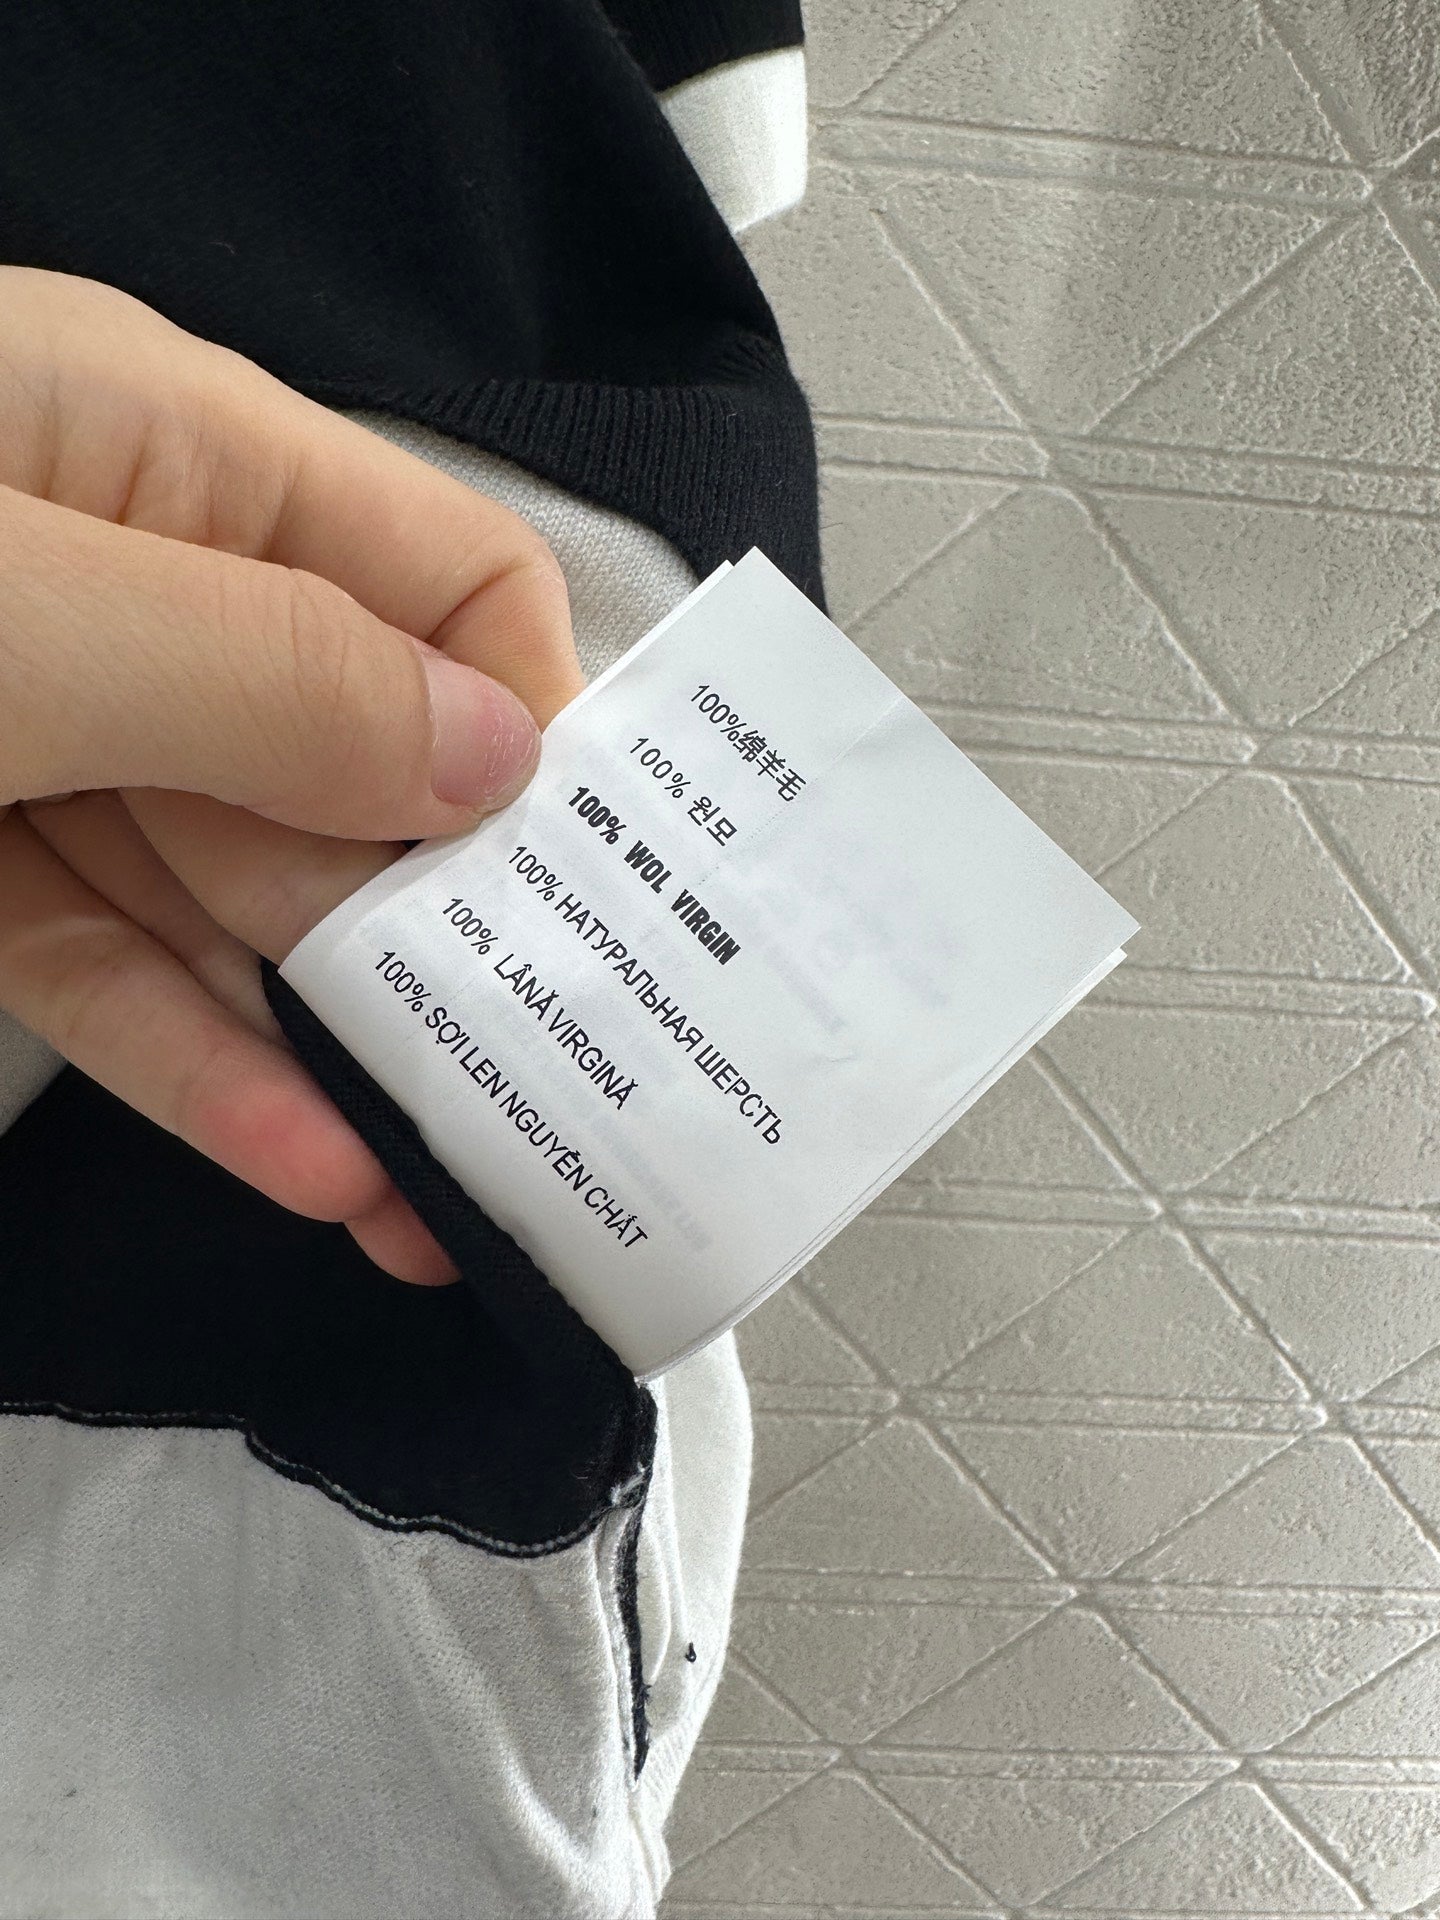 100%绵羊毛
100% 원모
100% WOL VIRGIN
100% НАТУРАЛЬНАЯ ШЕРСТЬ
100% LÂNĂ VIRGINĂ
100% SỢI LEN NGUYÊN CHẤT